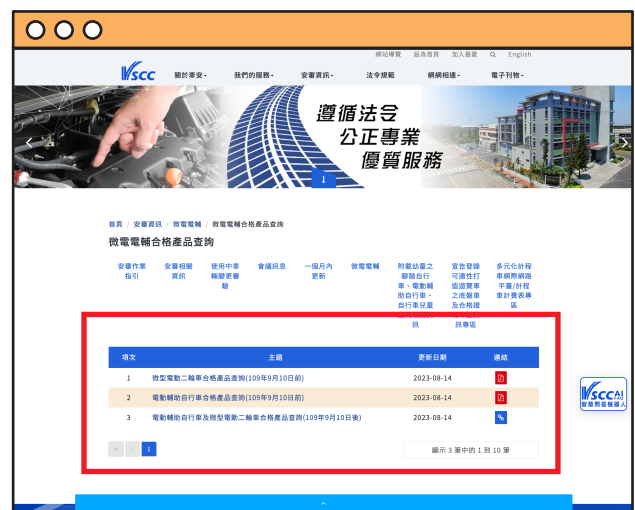 網站導覽 設為首頁 加入最愛 English
VSCC 關於車安 我們的服務 安審資訊 法令規範 網網相連 電子刊物
遵循法令
公正專業
優質服務
首頁 / 安審資訊 / 微電電輔 / 微電電輔合格產品查詢
微電電輔合格產品查詢
安審作業指引
安審相關資訊
使用中車輛變更審驗
會議訊息
一個月內更新
微電電輔
附載幼童之
腳踏自行
車、電動輔
助自行車、
自行車兒童
訊
宣告登錄
可適性打
造遊覽車
之底盤車
及合格證
訊專區
多元化計程
車網際網路
平臺/計程
車計費表專
區
項次 主題 更新日期 連結
1 微型電動二輪車合格產品查詢(109年9月10日前) 2023-08-14
2 電動輔助自行車合格產品查詢(109年9月10日前) 2023-08-14
3 電動輔助自行車及微型電動二輪車合格產品查詢(109年9月10日後) 2023-08-14
« ‹ 1
顯示 3 筆中的 1 到 10 筆
VSCCAI
智慧問答機器人